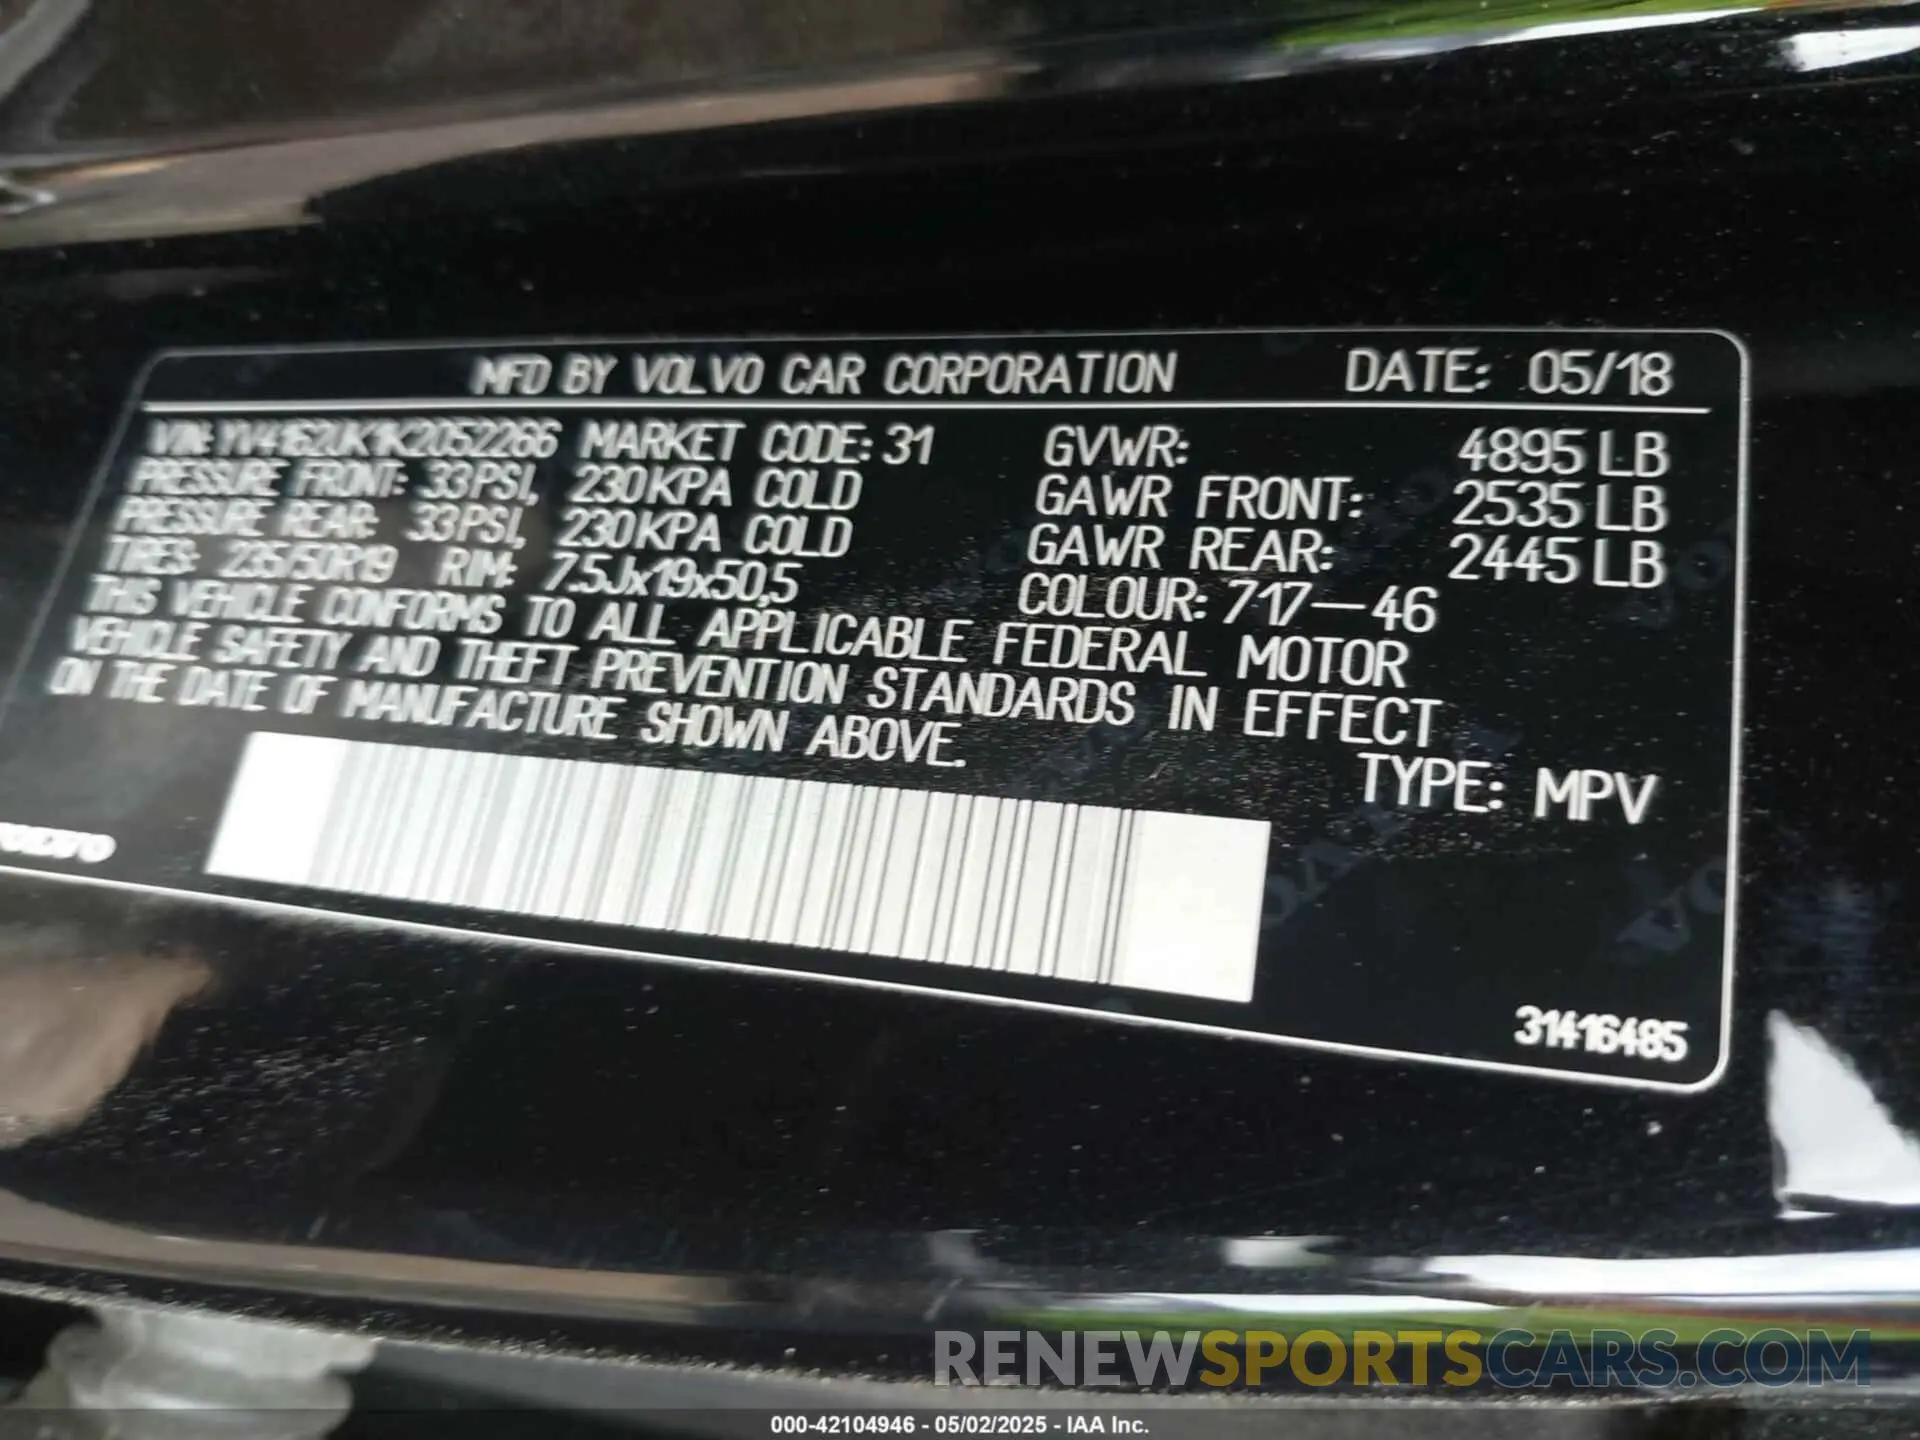 MFD BY VOLVO CAR CORPORATION DATE: 05/18
VIN: YV4162UK1K2052266 MARKET CODE: 31 GVWR: 4895 LB
PRESSURE FRONT: 33PSI, 230KPA COLD GAWR FRONT: 2535 LB
PRESSURE REAR: 33PSI, 230KPA COLD GAWR REAR: 2445 LB
TIRES: 235/50R19 RIM: 7.5Jx19x50,5 COLOUR: 717-46
THIS VEHICLE CONFORMS TO ALL APPLICABLE FEDERAL MOTOR
VEHICLE SAFETY AND THEFT PREVENTION STANDARDS IN EFFECT
ON THE DATE OF MANUFACTURE SHOWN ABOVE.
TYPE: MPV
VOLVO
31416485
RENEWSPORTSCARS.COM
000-42104946 - 05/02/2025 - IAA Inc.